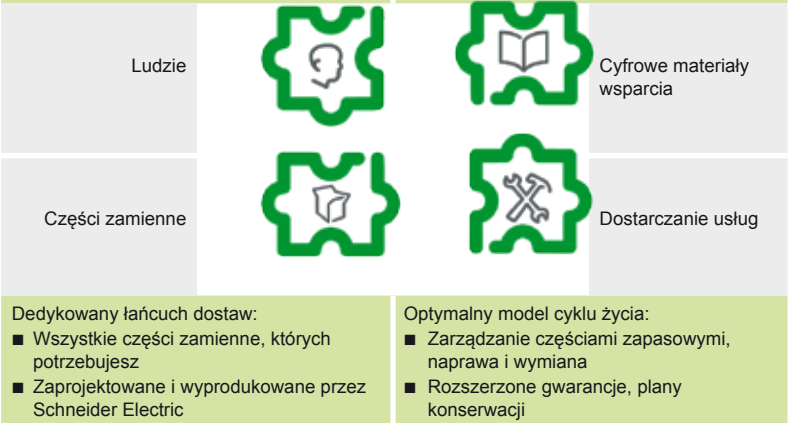 Ludzie
Cyfrowe materiały
wsparcia
Części zamienne
Dostarczanie usług
Dedykowany łańcuch dostaw:
■ Wszystkie części zamienne, których
potrzebujesz
■ Zaprojektowane i wyprodukowane przez
Schneider Electric
Optymalny model cyklu życia:
■ Zarządzanie częściami zapasowymi,
naprawa i wymiana
■ Rozszerzone gwarancje, plany
konserwacji